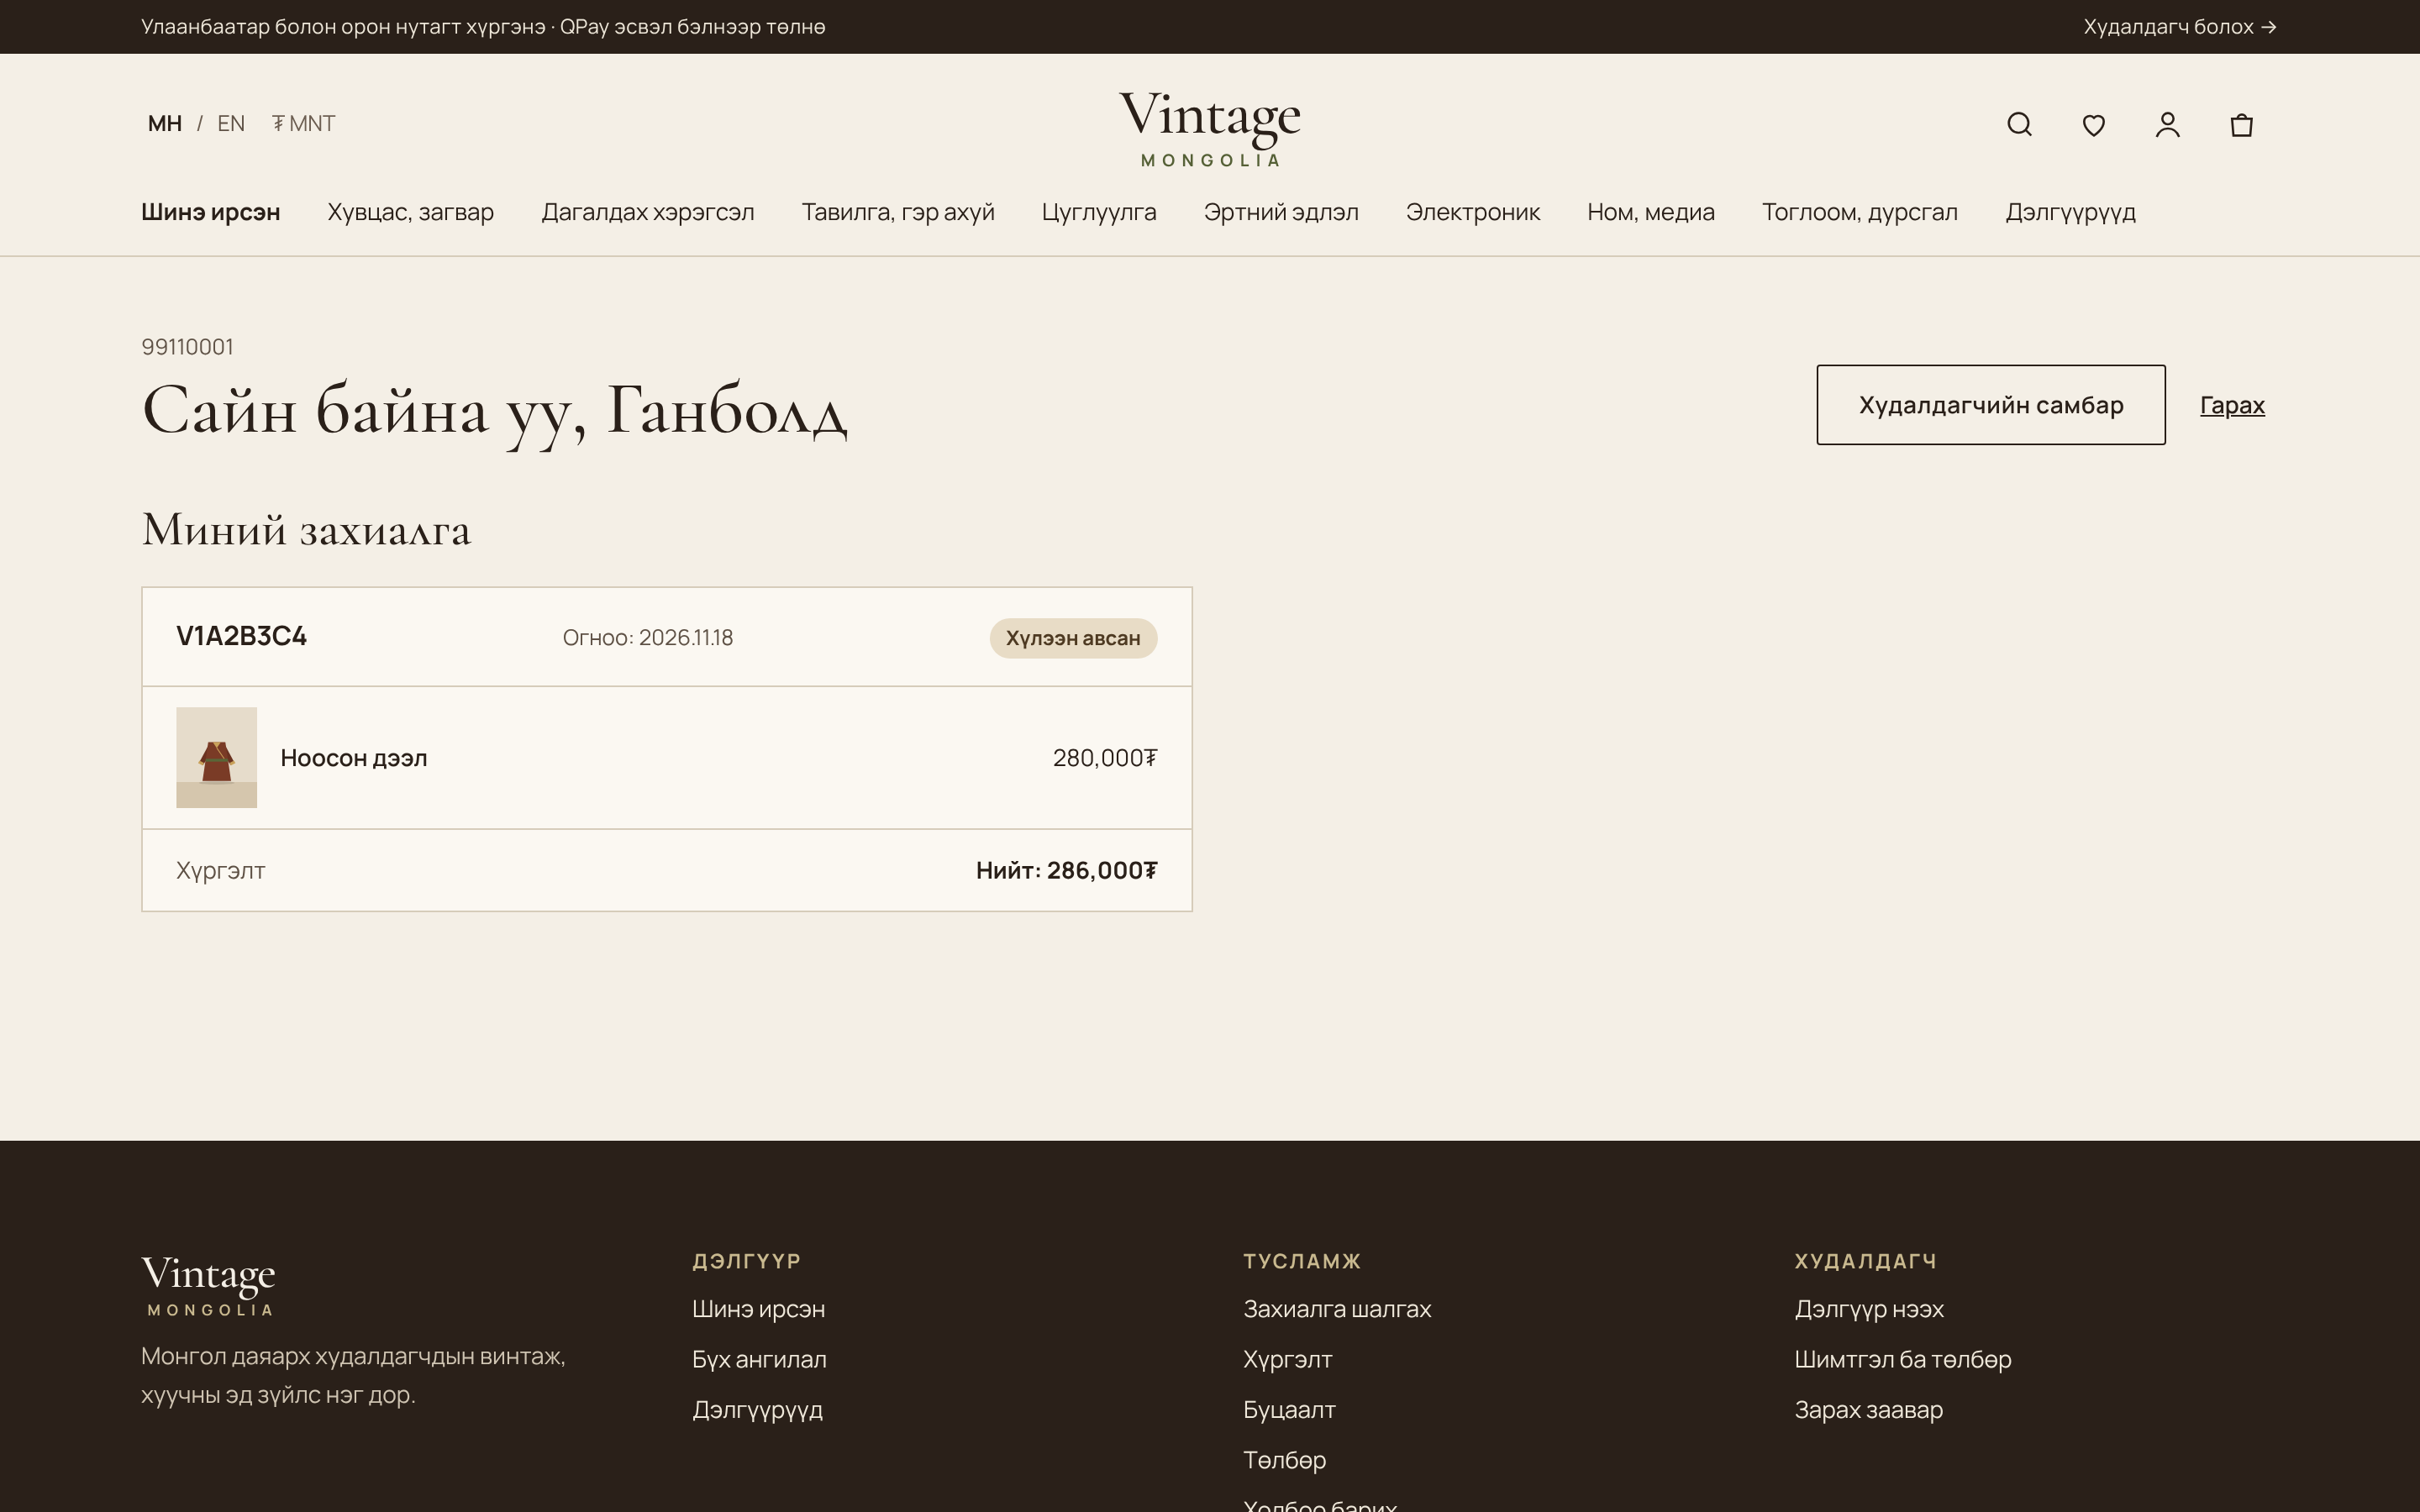 Улаанбаатар болон орон нутагт хүргэнэ · QPay эсвэл бэлнээр төлнө
Худалдагч болох →
МН / EN ₮ MNT
Vintage
MONGOLIA
Шинэ ирсэн Хувцас, загвар Дагалдах хэрэгсэл Тавилга, гэр ахуй Цуглуулга Эртний эдлэл Электроник Ном, медиа Тоглоом, дурсгал Дэлгүүрүүд
99110001
Сайн байна уу, Ганболд
Худалдагчийн самбар
Гарах
Миний захиалга
V1A2B3C4
Огноо: 2026.11.18
Хүлээн авсан
Ноосон дээл
280,000₮
Хүргэлт
Нийт: 286,000₮
Vintage
MONGOLIA
Монгол даяарх худалдагчдын винтаж,
хуучны эд зүйлс нэг дор.
ДЭЛГҮҮР
Шинэ ирсэн
Бүх ангилал
Дэлгүүрүүд
ТУСЛАМЖ
Захиалга шалгах
Хүргэлт
Буцаалт
Төлбөр
Холбоо барих
ХУДАЛДАГЧ
Дэлгүүр нээх
Шимтгэл ба төлбөр
Зарах заавар